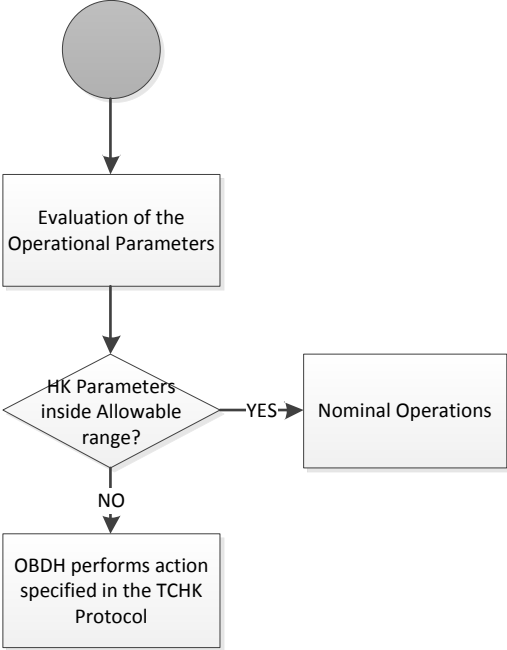 Evaluation of the
Operational Parameters
HK Parameters
inside Allowable
range?
YES
Nominal Operations
NO
OBDH performs action
specified in the TCHK
Protocol